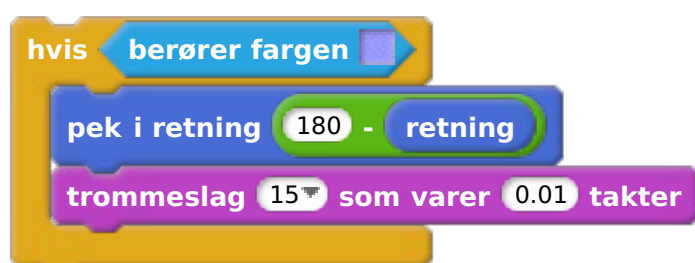 hvis berører fargen
pek i retning 180 - retning
trommeslag 15 som varer 0.01 takter